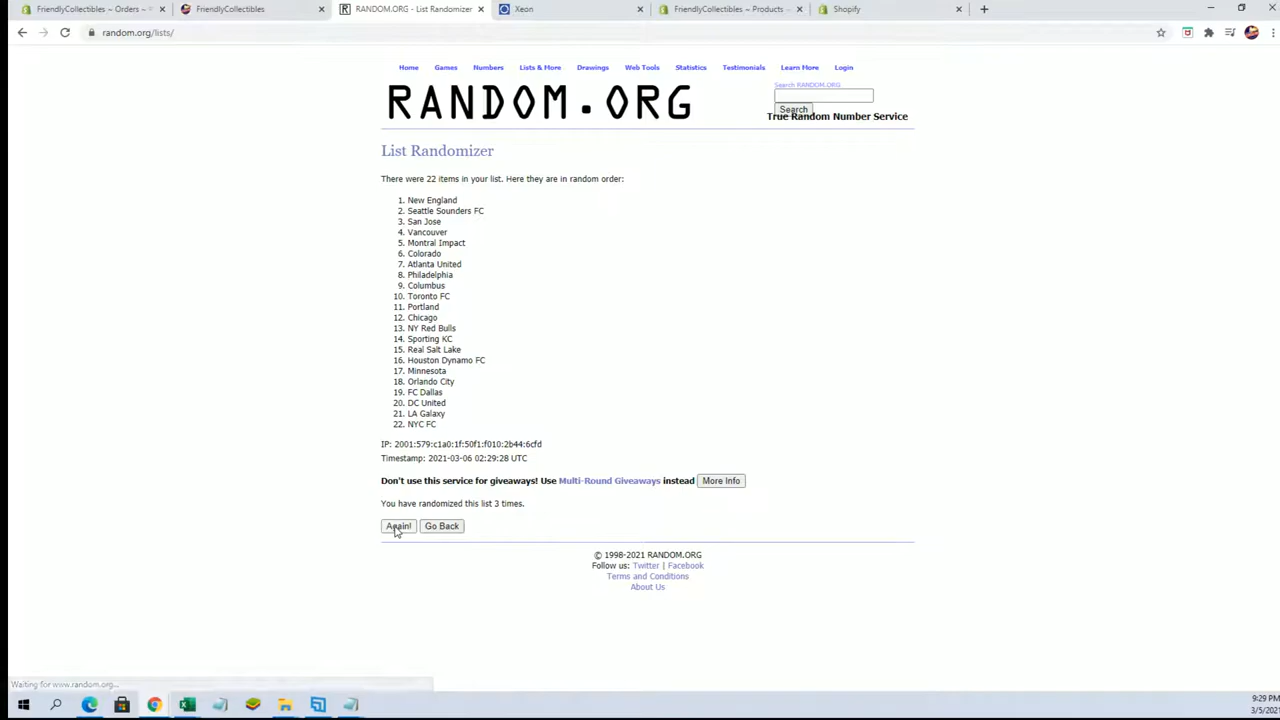 FriendlyCollectibles ~ Orders ~
FriendlyCollectibles
RANDOM.ORG - List Randomizer
Xeon
FriendlyCollectibles ~ Products ~
Shopify
random.org/lists/
Home Games Numbers Lists & More Drawings Web Tools Statistics Testimonials Learn More Login
Search RANDOM.ORG
RANDOM.ORG
Search
True Random Number Service
List Randomizer
There were 22 items in your list. Here they are in random order:
1. New England
2. Seattle Sounders FC
3. San Jose
4. Vancouver
5. Montral Impact
6. Colorado
7. Atlanta United
8. Philadelphia
9. Columbus
10. Toronto FC
11. Portland
12. Chicago
13. NY Red Bulls
14. Sporting KC
15. Real Salt Lake
16. Houston Dynamo FC
17. Minnesota
18. Orlando City
19. FC Dallas
20. DC United
21. LA Galaxy
22. NYC FC
IP: 2001:579:c1a0:1f:50f1:f010:2b44:6cfd
Timestamp: 2021-03-06 02:29:28 UTC
Don't use this service for giveaways! Use Multi-Round Giveaways instead More Info
You have randomized this list 3 times.
Again! Go Back
© 1998-2021 RANDOM.ORG
Follow us: Twitter | Facebook
Terms and Conditions
About Us
Waiting for www.random.org...
9:29 PM
3/5/2021